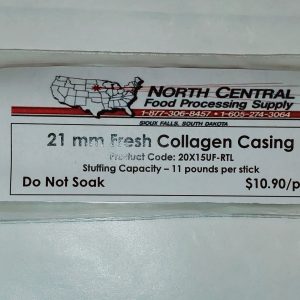 NORTH CENTRAL
Food Processing Supply
1-877-306-8457 • 1-605-274-3064
SIOUX FALLS, SOUTH DAKOTA
21 mm Fresh Collagen Casing
Product Code: 20X15UF-RTL
Stuffing Capacity – 11 pounds per stick
Do Not Soak
$10.90/p